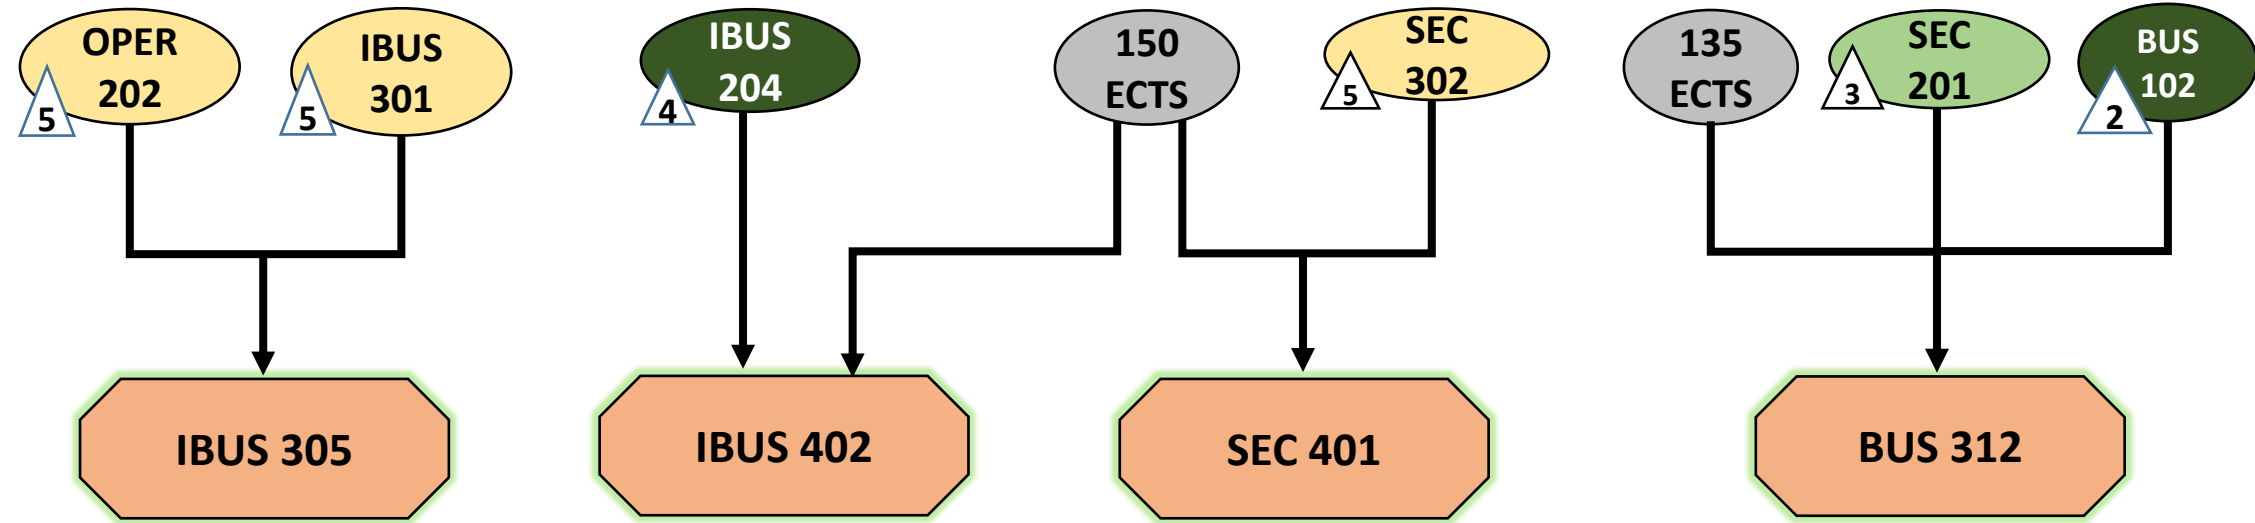 OPER
202
5
IBUS
301
5
IBUS
204
4
150
ECTS
SEC
302
5
135
ECTS
SEC
201
3
BUS
102
2
IBUS 305
IBUS 402
SEC 401
BUS 312